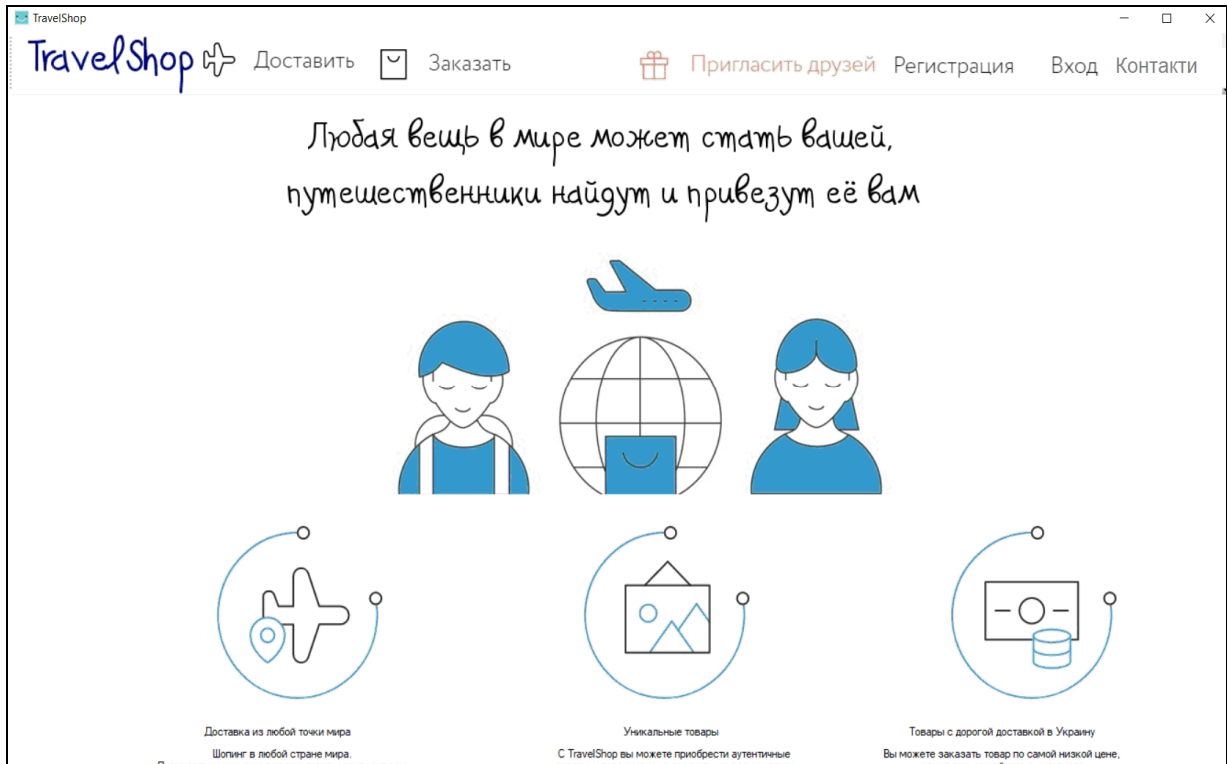 TravelShop
TravelShop Доставить Заказать Пригласить друзей Регистрация Вход Контакти
Любая вещь в мире может стать вашей,
путешественники найдут и привезут её вам
Доставка из любой точки мира Уникальные товары Товары с дорогой доставкой в Украину
Шопинг в любой стране мира. С TravelShop вы можете приобрести аутентичные Вы можете заказать товар по самой низкой цене,